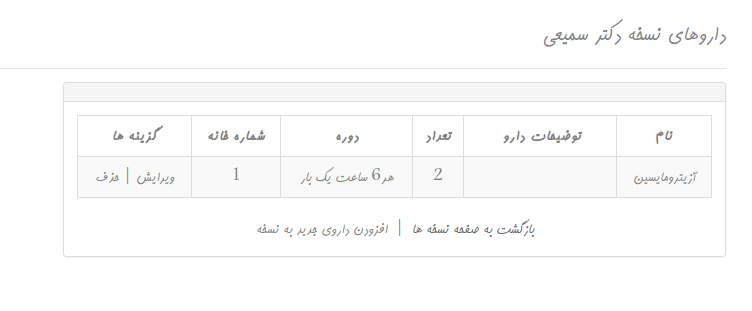 داروهای نسخه دکتر سمیعی
نام توضیحات دارو تعداد دوره شماره خانه گزینه ها
آزیترومایسین 2 هر 6 ساعت یک بار 1 ویرایش | حذف
بازگشت به صفحه نسخه ها | افزودن داروی جدید به نسخه